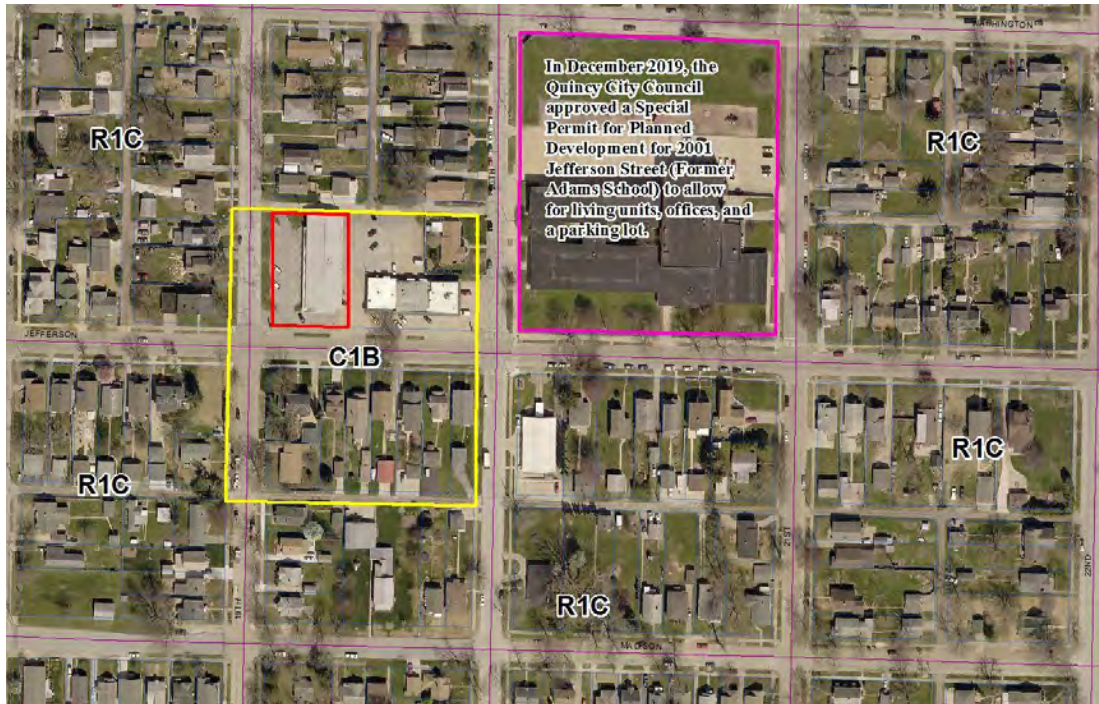 WASHINGTON
In December 2019, the
Quincy City Council
approved a Special
Permit for Planned
Development for 2001
Jefferson Street (Former
Adams School) to allow
for living units, offices, and
a parking lot.
R1C
R1C
JEFFERSON
C1B
R1C
R1C
R1C
19TH
21ST
22ND
MADISON